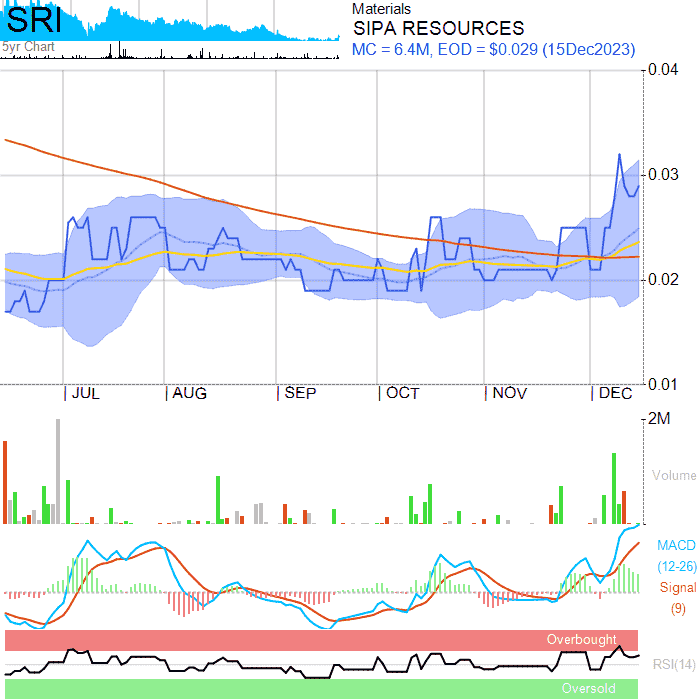 SRI
5yr Chart
Materials
SIPA RESOURCES
MC = 6.4M, EOD = $0.029 (15Dec2023)
0.04
0.03
0.02
0.01
JUL AUG SEP OCT NOV DEC
2M
Volume
MACD
(12-26)
Signal
(9)
Overbought
RSI(14)
Oversold